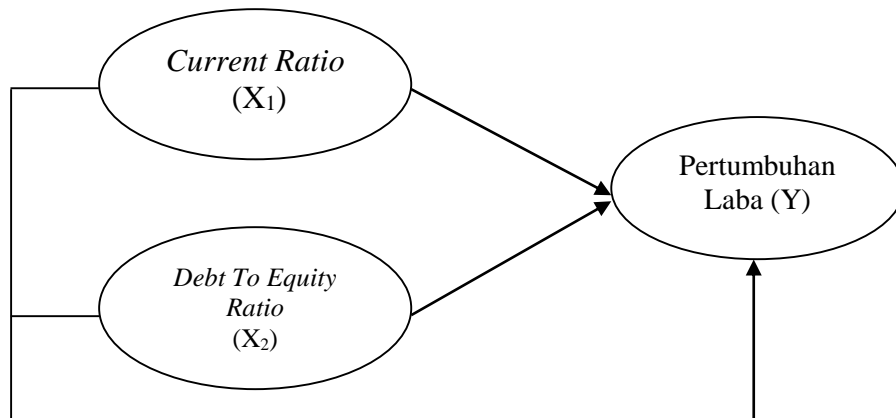 Current Ratio
(X₁)
Pertumbuhan
Laba (Y)
Debt To Equity
Ratio
(X₂)